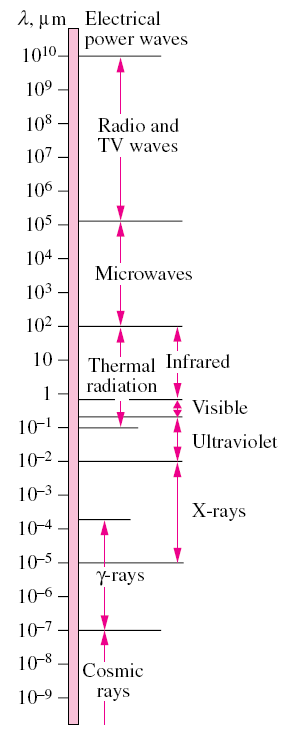 λ, μm
Electrical
power waves
10¹⁰
10⁹
10⁸
Radio and
TV waves
10⁷
10⁶
10⁵
10⁴
Microwaves
10³
10²
10
Thermal
radiation
Infrared
1
Visible
10⁻¹
Ultraviolet
10⁻²
10⁻³
X-rays
10⁻⁴
10⁻⁵
γ-rays
10⁻⁶
10⁻⁷
10⁻⁸
Cosmic
rays
10⁻⁹